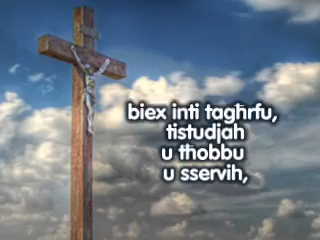 biex inti tagħrfu,
tistudjah
u tħobbu
u sservih,